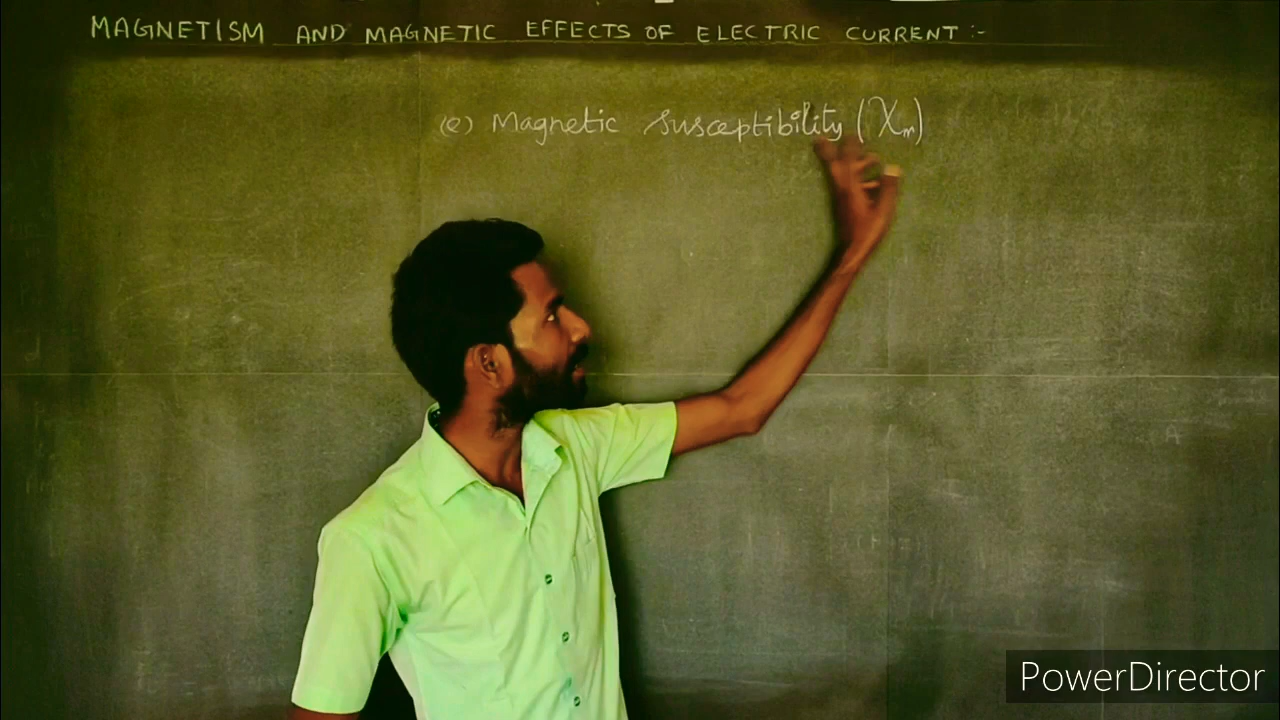 MAGNETISM AND MAGNETIC EFFECTS OF ELECTRIC CURRENT :-
(e) Magnetic susceptibility (χₘ)
PowerDirector